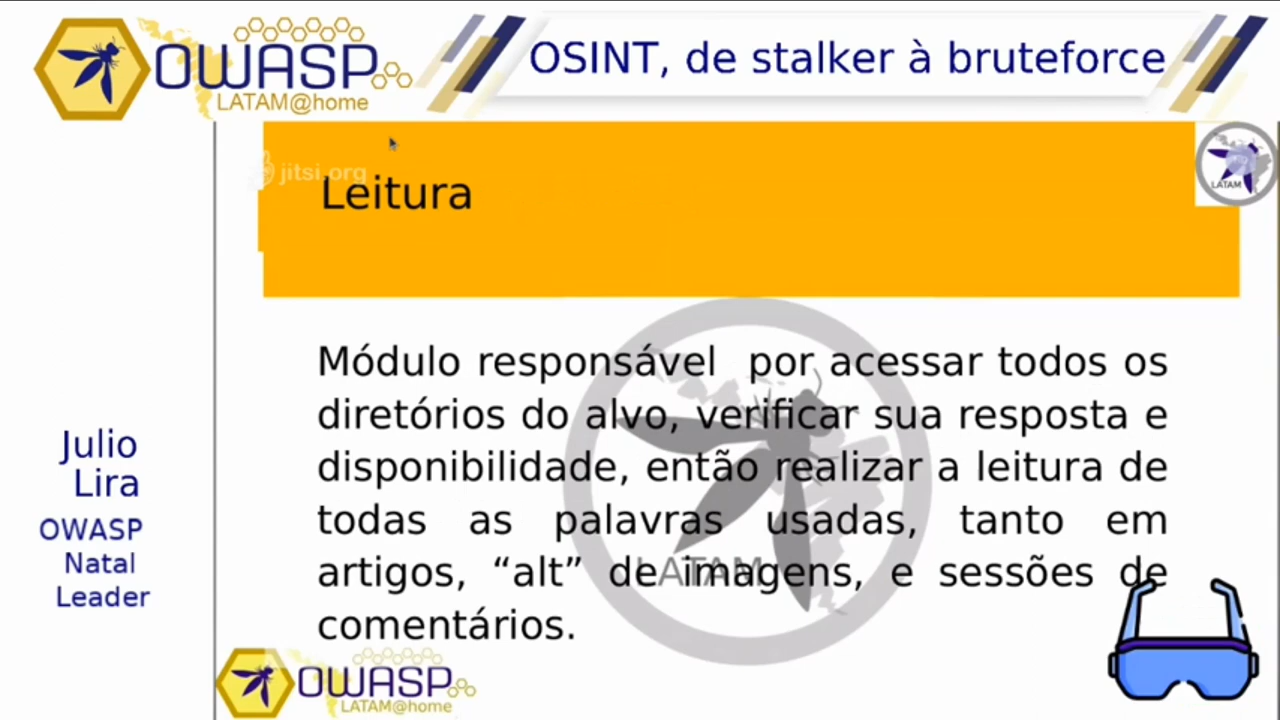 OWASP
LATAM@home
OSINT, de stalker à bruteforce
jitsi.org
LATAM
Leitura
Módulo responsável por acessar todos os
diretórios do alvo, verificar sua resposta e
disponibilidade, então realizar a leitura de
todas as palavras usadas, tanto em
artigos, “alt” de imagens, e sessões de
comentários.
LATAM
Julio
Lira
OWASP
Natal
Leader
OWASP
LATAM@home